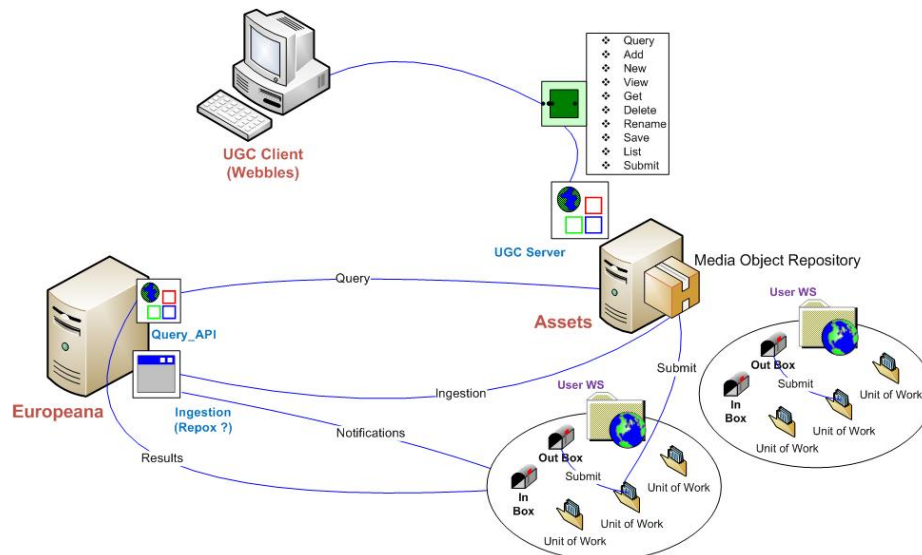 Query
Add
New
View
Get
Delete
Rename
Save
List
Submit
UGC Client
(Webbles)
UGC Server
Media Object Repository
Query
User WS
Assets
Query_API
Out Box
Submit
In
Box
Unit of Work
Unit of Work
Unit of Work
Submit
Europeana
Ingestion
(Repox ?)
Ingestion
User WS
Notifications
Results
Out Box
Submit
In
Box
Unit of Work
Unit of Work
Unit of Work